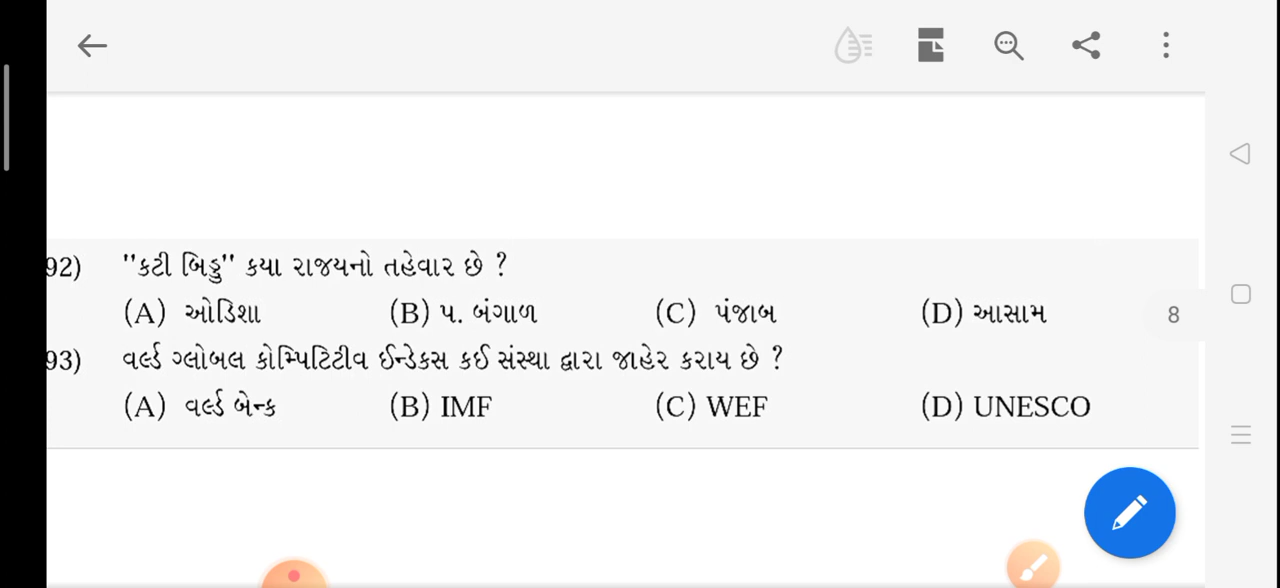 92) "કટી બિડુ" કયા રાજયનો તહેવાર છે ?
(A) ઓડિશા (B) પ. બંગાળ (C) પંજાબ (D) આસામ
8
93) વર્લ્ડ ગ્લોબલ કોમ્પિટિટીવ ઈન્ડેકસ કઈ સંસ્થા દ્વારા જાહેર કરાય છે ?
(A) વર્લ્ડ બેન્ક (B) IMF (C) WEF (D) UNESCO